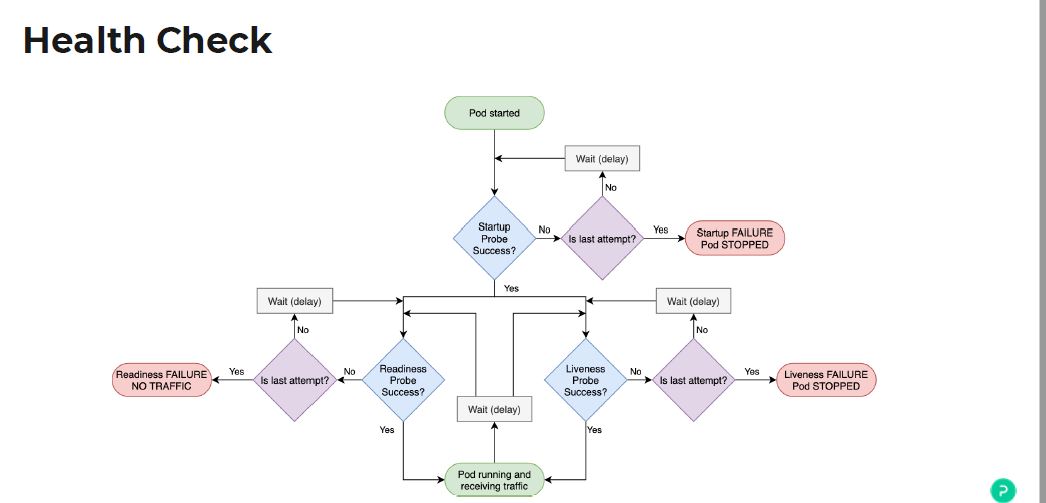 Health Check
Pod started
Wait (delay)
No
Startup
Probe
Success?
No
Is last attempt?
Yes
Startup FAILURE
Pod STOPPED
Yes
Wait (delay)
Wait (delay)
No
No
Readiness FAILURE
NO TRAFFIC
Yes
Is last attempt?
No
Readiness
Probe
Success?
Liveness
Probe
Success?
No
Is last attempt?
Yes
Liveness FAILURE
Pod STOPPED
Wait (delay)
Yes
Yes
Pod running and
receiving traffic